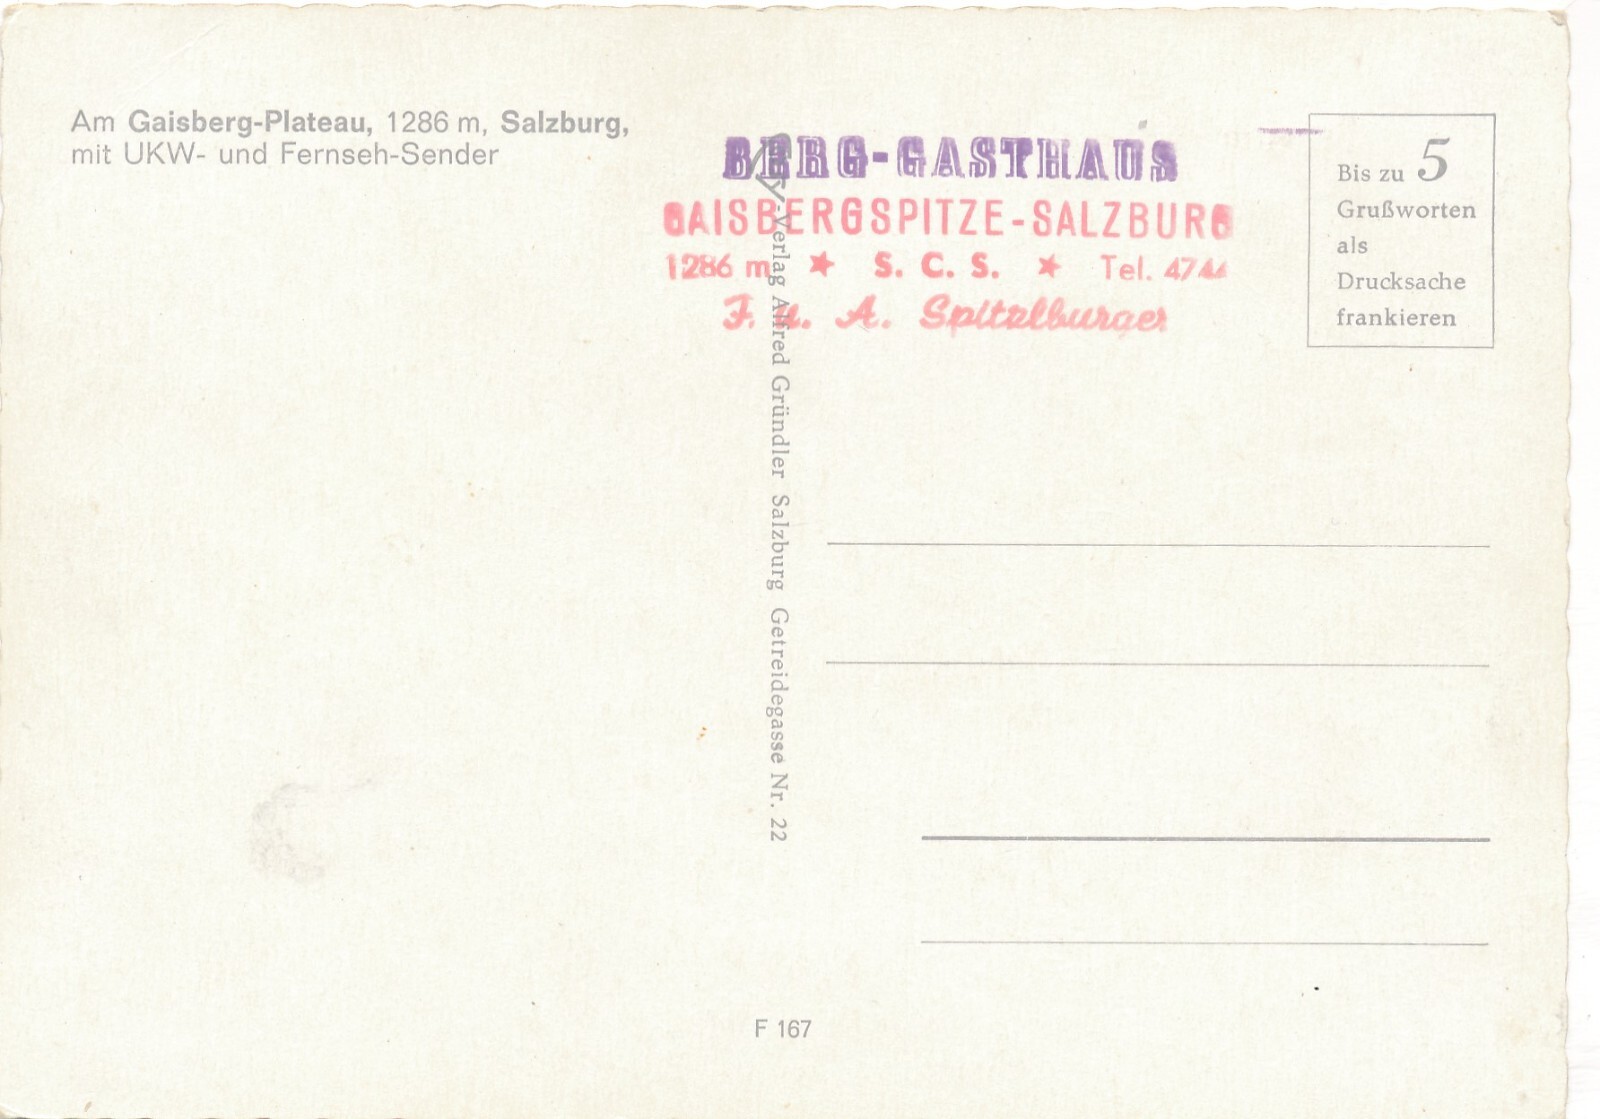 Am Gaisberg-Plateau, 1286 m, Salzburg,
mit UKW- und Fernseh-Sender
BERG-GASTHAUS
GAISBERGSPITZE-SALZBURG
1286 m ★ S. C. S. ★ Tel.
F. u. A. Spitzlburger
Bis zu 5
Grußworten
als
Drucksache
frankieren
-Verlag Alfred Gründler Salzburg Getreidegasse Nr. 22
F 167